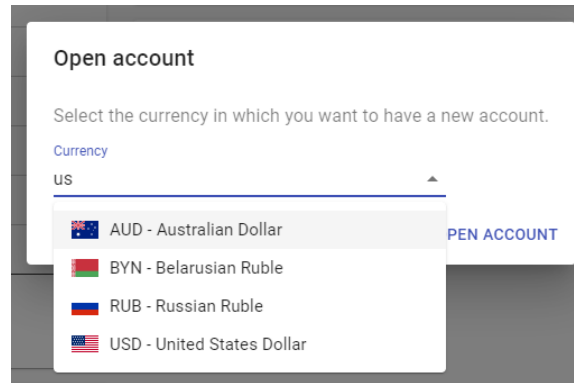 Open account
Select the currency in which you want to have a new account.
Currency
us
AUD - Australian Dollar
PEN ACCOUNT
BYN - Belarusian Ruble
RUB - Russian Ruble
USD - United States Dollar